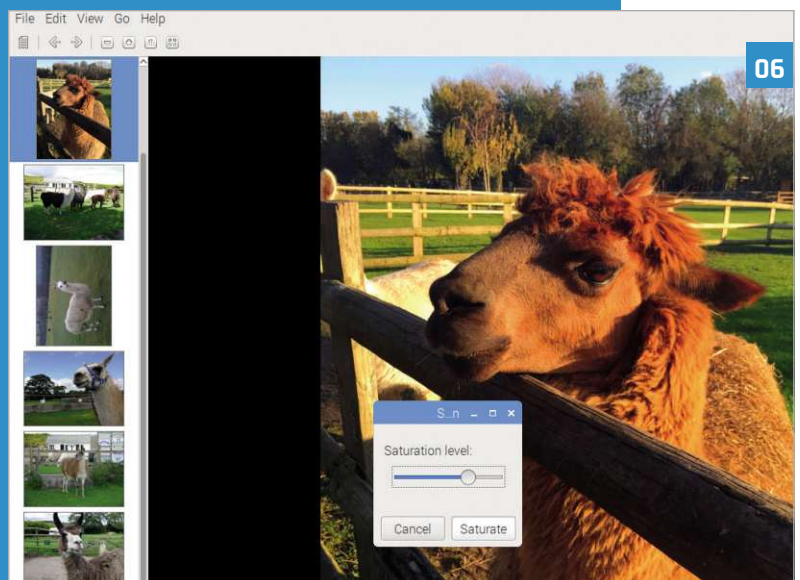 File Edit View Go Help
06
S...n
Saturation level:
Cancel Saturate